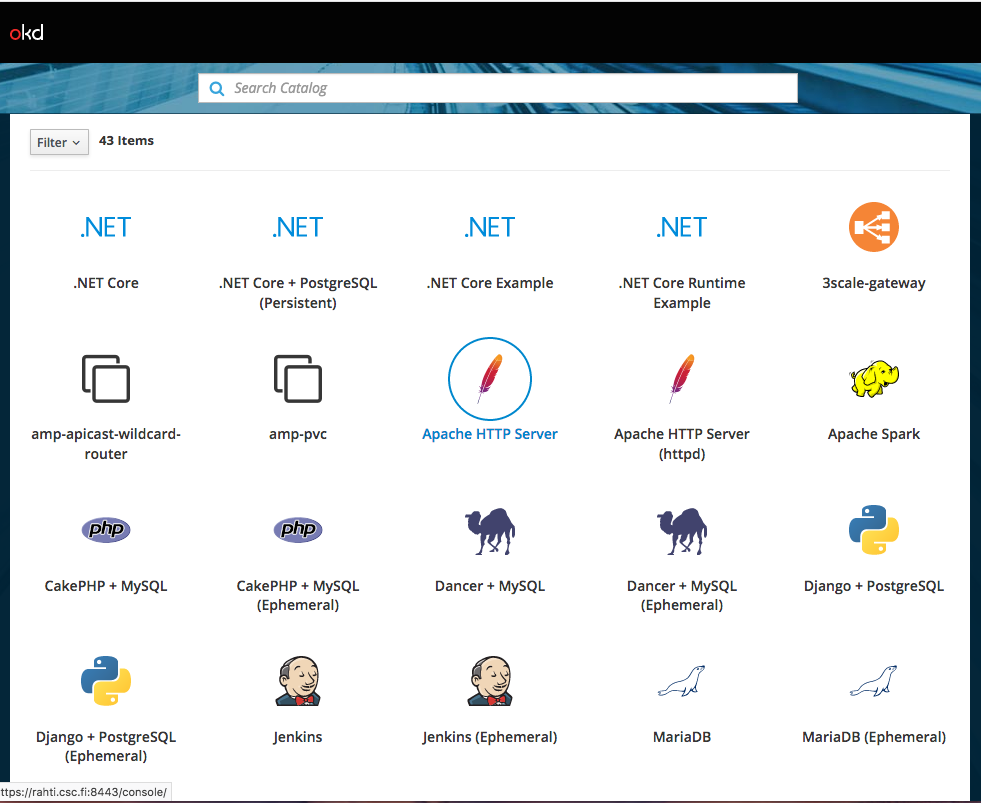 okd
Search Catalog
Filter
43 Items
.NET
.NET
.NET
.NET
.NET Core
.NET Core + PostgreSQL
(Persistent)
.NET Core Example
.NET Core Runtime
Example
3scale-gateway
amp-apicast-wildcard-
router
amp-pvc
Apache HTTP Server
Apache HTTP Server
(httpd)
Apache Spark
php
php
CakePHP + MySQL
CakePHP + MySQL
(Ephemeral)
Dancer + MySQL
Dancer + MySQL
(Ephemeral)
Django + PostgreSQL
Django + PostgreSQL
(Ephemeral)
Jenkins
Jenkins (Ephemeral)
MariaDB
MariaDB (Ephemeral)
ttps://rahti.csc.fi:8443/console/